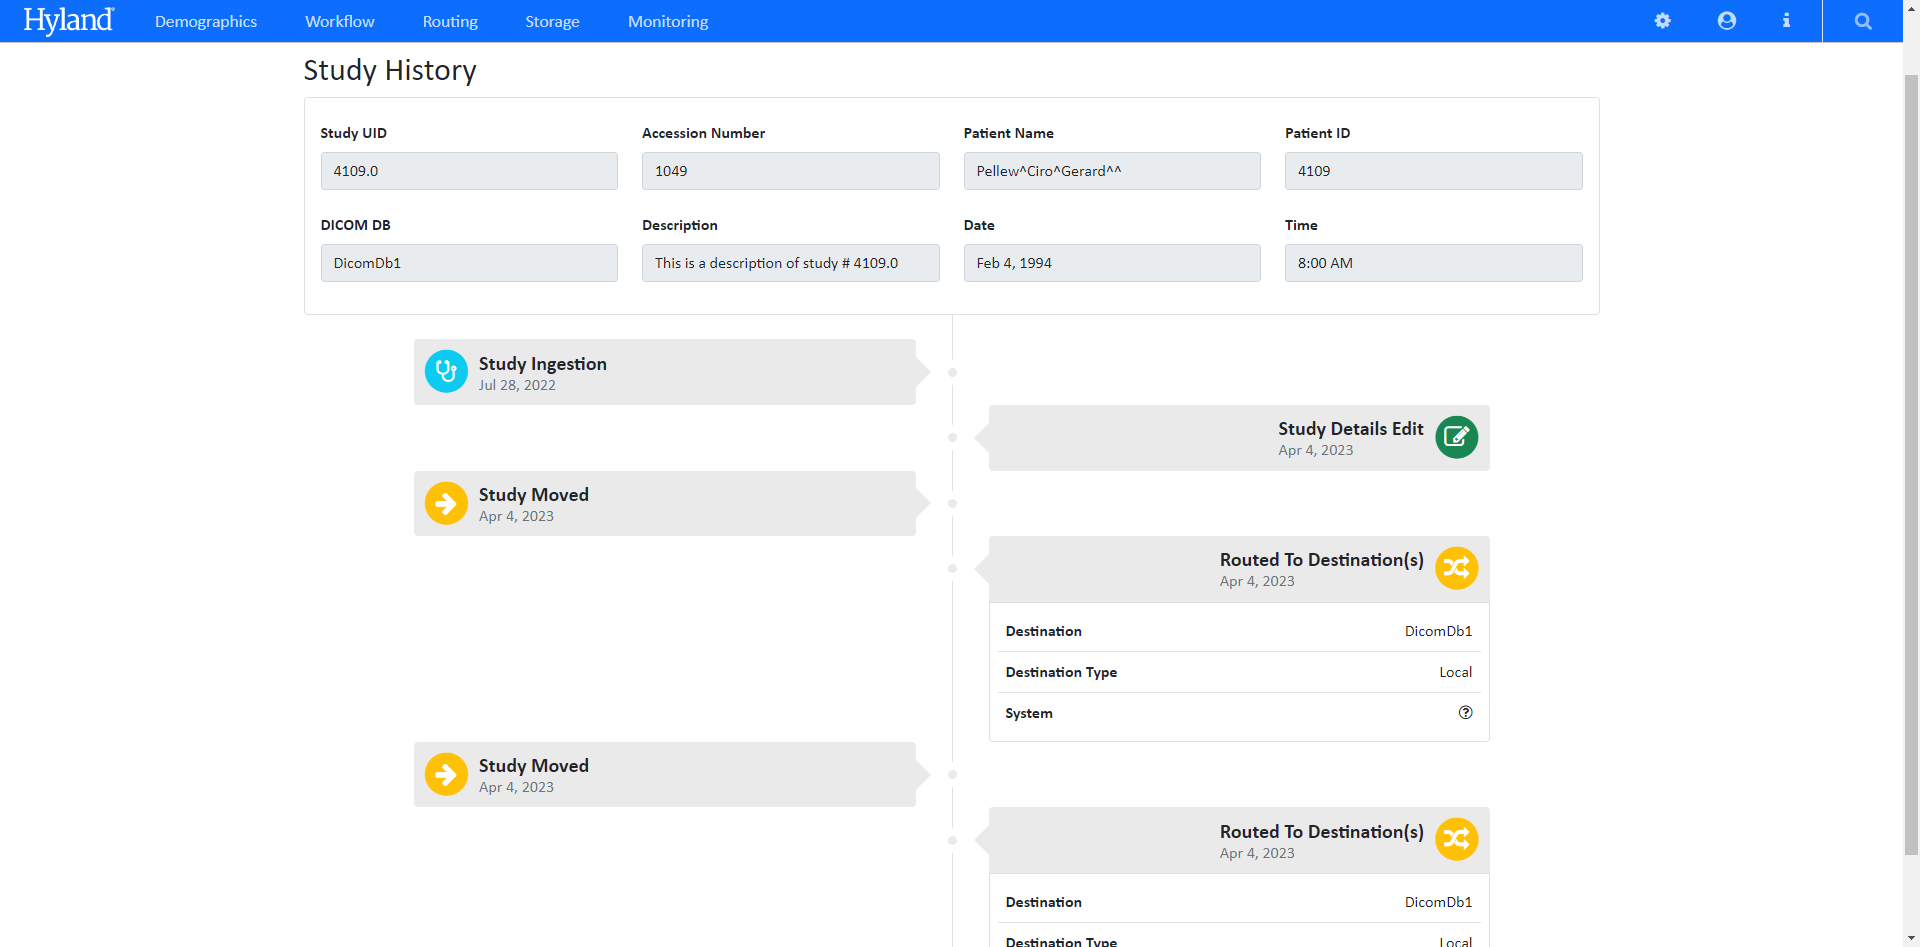 Hyland
Demographics
Workflow
Routing
Storage
Monitoring
Study History
Study UID
Accession Number
Patient Name
Patient ID
4109.0
1049
Pellew^Ciro^Gerard^^
4109
DICOM DB
Description
Date
Time
DicomDb1
This is a description of study # 4109.0
Feb 4, 1994
8:00 AM
Study Ingestion
Jul 28, 2022
Study Details Edit
Apr 4, 2023
Study Moved
Apr 4, 2023
Routed To Destination(s)
Apr 4, 2023
Destination
DicomDb1
Destination Type
Local
System
Study Moved
Apr 4, 2023
Routed To Destination(s)
Apr 4, 2023
Destination
DicomDb1
Destination Type
Local